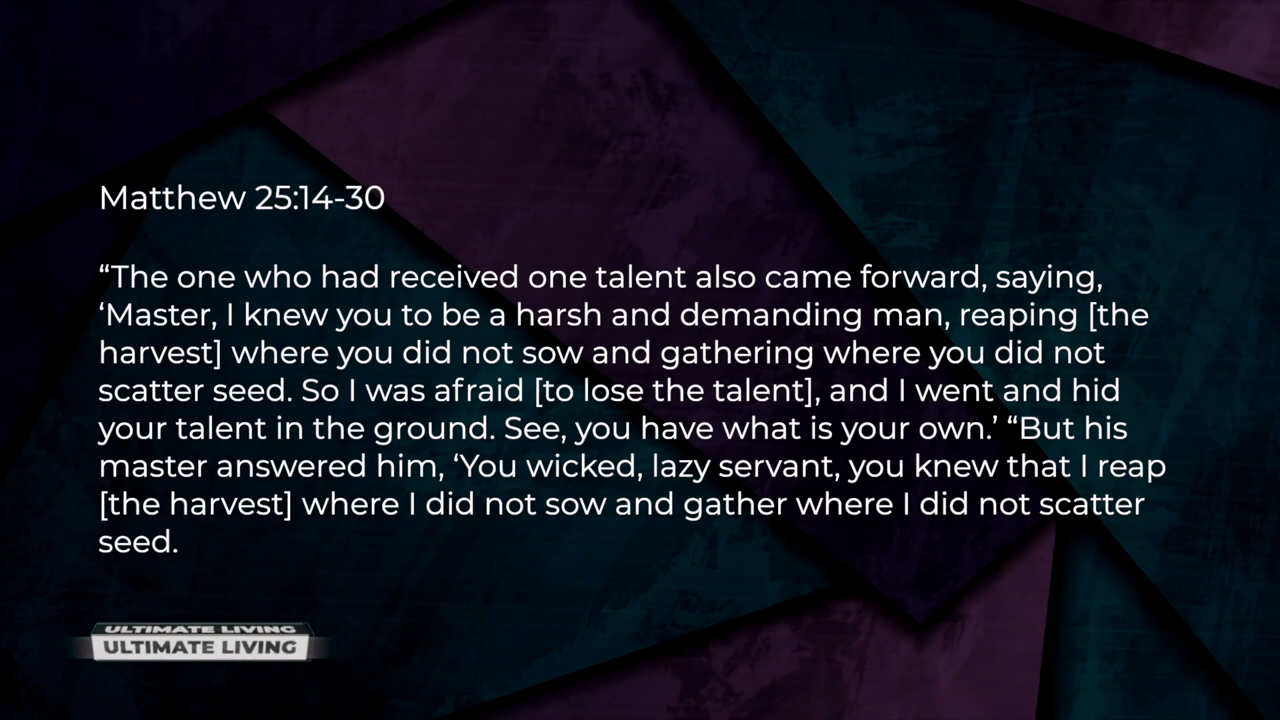 Matthew 25:14-30
“The one who had received one talent also came forward, saying,
‘Master, I knew you to be a harsh and demanding man, reaping [the
harvest] where you did not sow and gathering where you did not
scatter seed. So I was afraid [to lose the talent], and I went and hid
your talent in the ground. See, you have what is your own.’ “But his
master answered him, ‘You wicked, lazy servant, you knew that I reap
[the harvest] where I did not sow and gather where I did not scatter
seed.
ULTIMATE LIVING
ULTIMATE LIVING